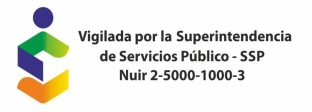 Vigilada por la Superintendencia
de Servicios Público - SSP
Nuir 2-5000-1000-3